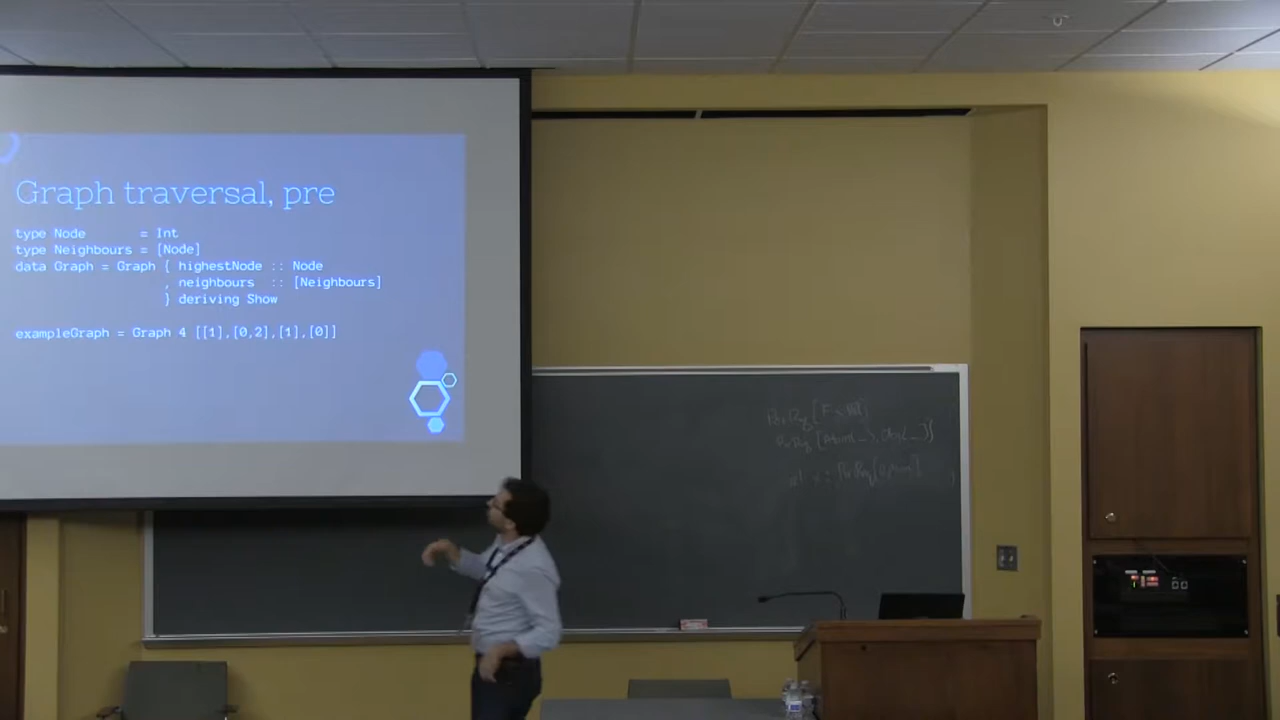 Graph traversal, pre
type Node = Int
type Neighbours = [Node]
data Graph = Graph { highestNode :: Node
, neighbours :: [Neighbours]
} deriving Show
exampleGraph = Graph 4 [[1],[0,2],[1],[0]]